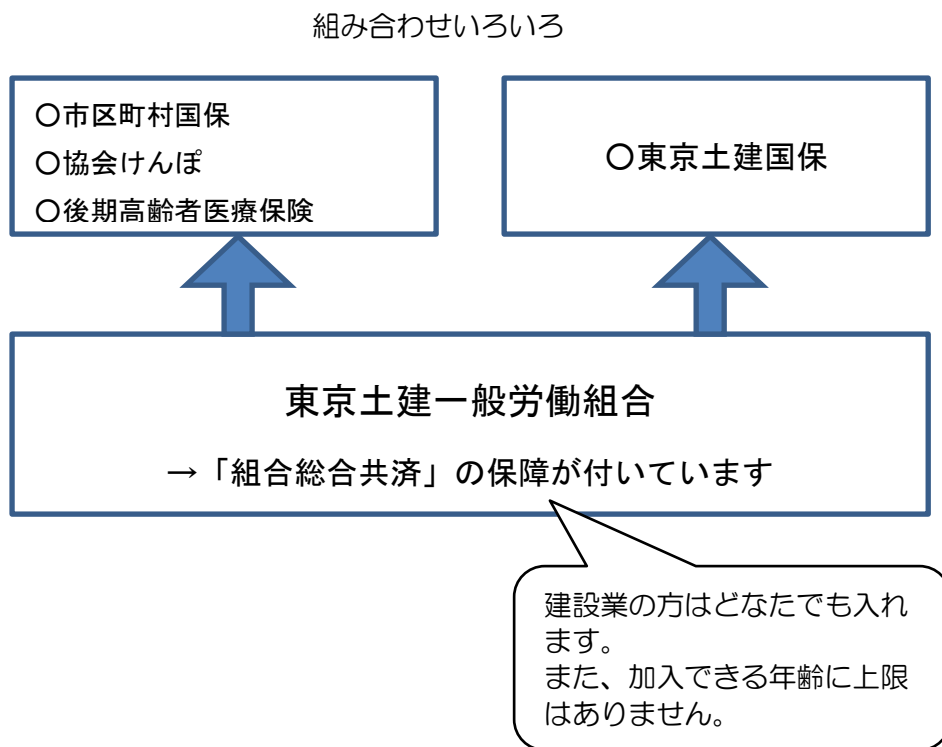 組み合わせいろいろ
〇市区町村国保
〇協会けんぽ
〇後期高齢者医療保険
〇東京土建国保
東京土建一般労働組合
→「組合総合共済」の保障が付いています
建設業の方はどなたでも入れ
ます。
また、加入できる年齢に上限
はありません。